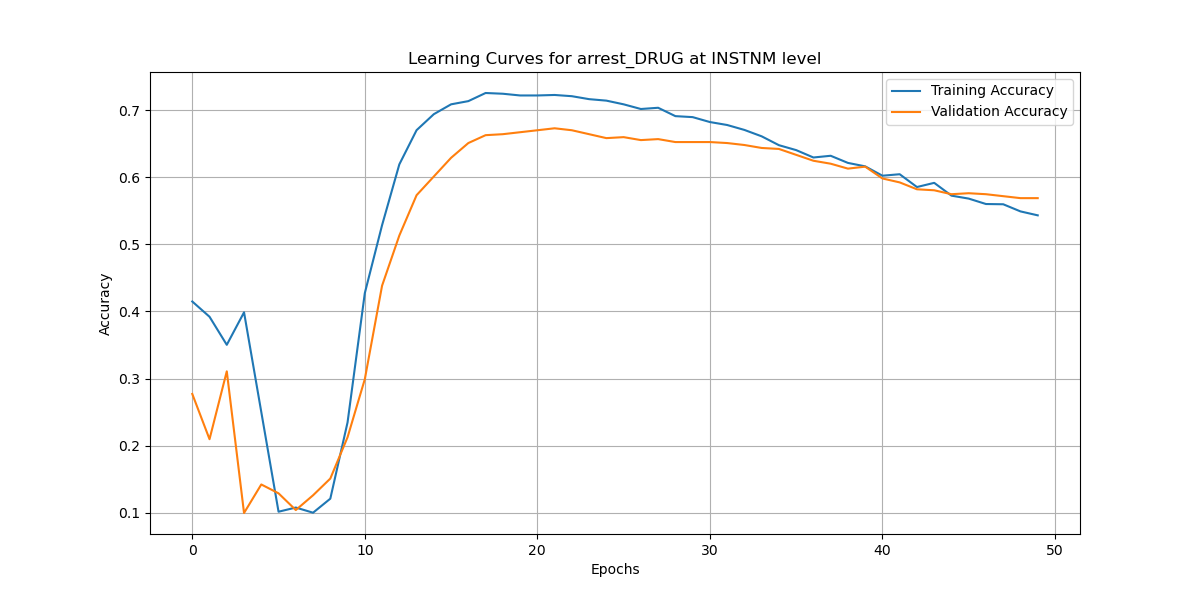 Learning Curves for arrest_DRUG at INSTNM level
Training Accuracy
Validation Accuracy
Accuracy
0.7
0.6
0.5
0.4
0.3
0.2
0.1
0 10 20 30 40 50
Epochs